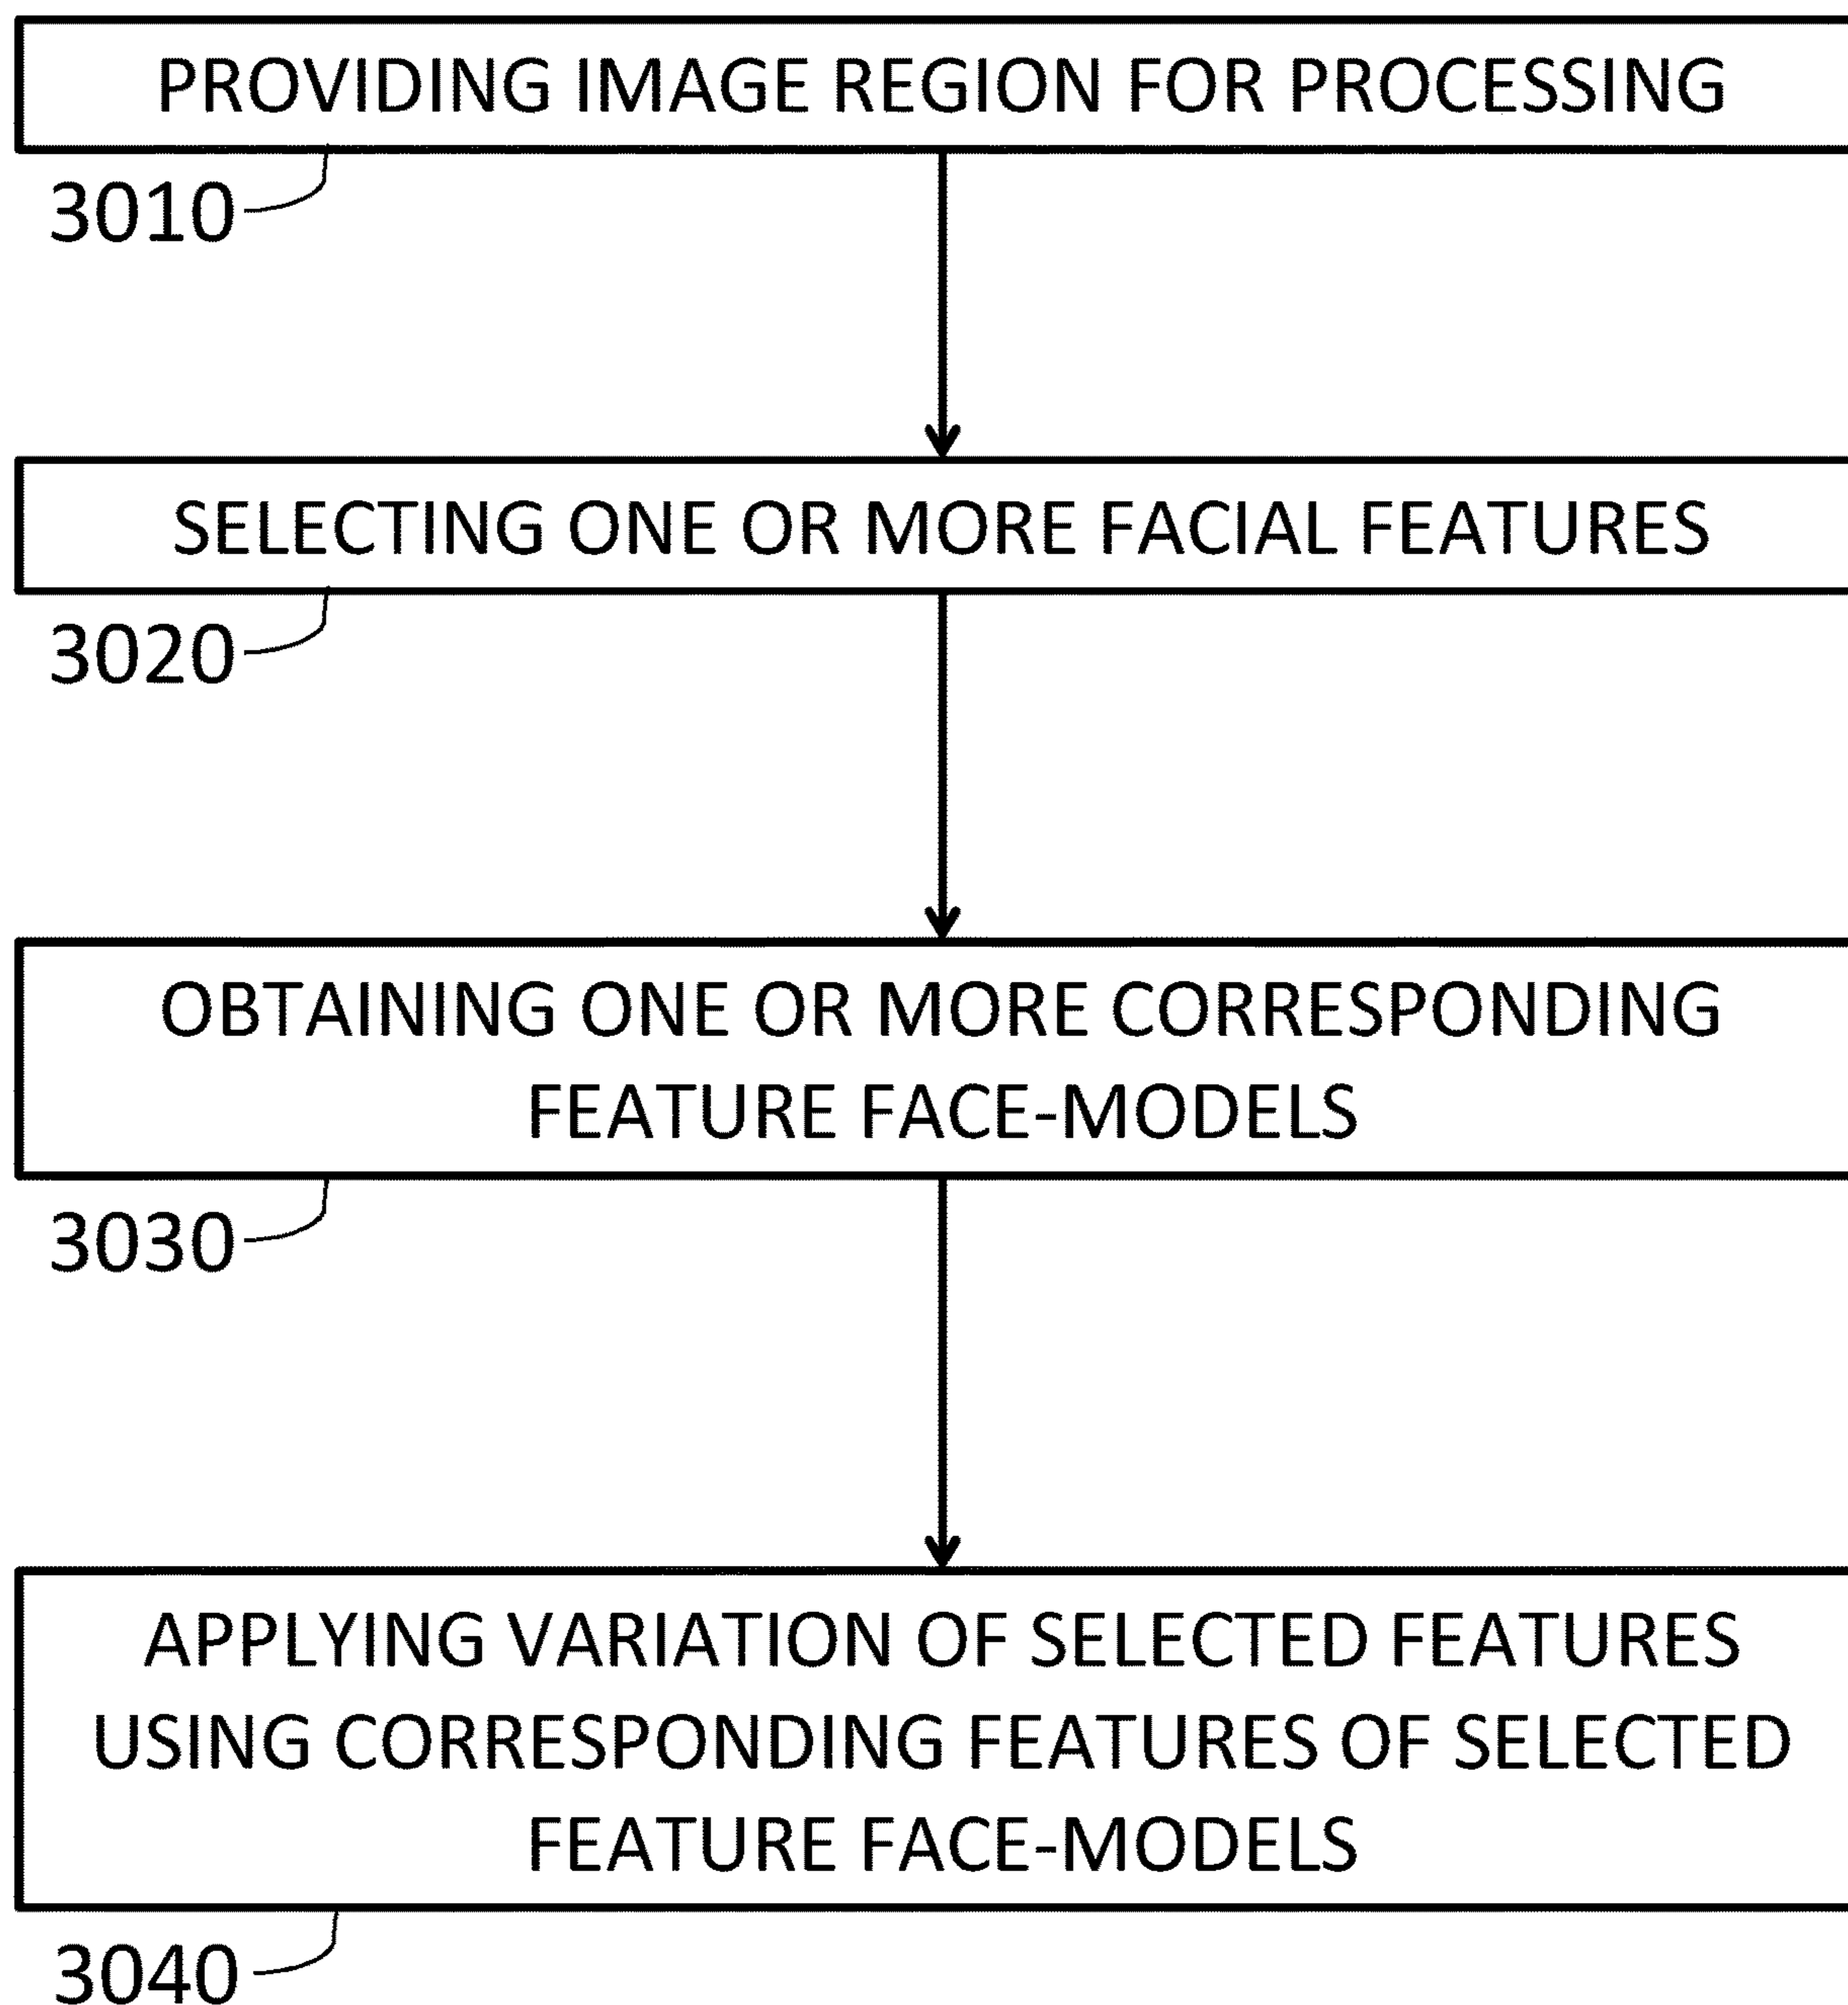 PROVIDING IMAGE REGION FOR PROCESSING
3010
SELECTING ONE OR MORE FACIAL FEATURES
3020
OBTAINING ONE OR MORE CORRESPONDING
FEATURE FACE-MODELS
3030
APPLYING VARIATION OF SELECTED FEATURES
USING CORRESPONDING FEATURES OF SELECTED
FEATURE FACE-MODELS
3040